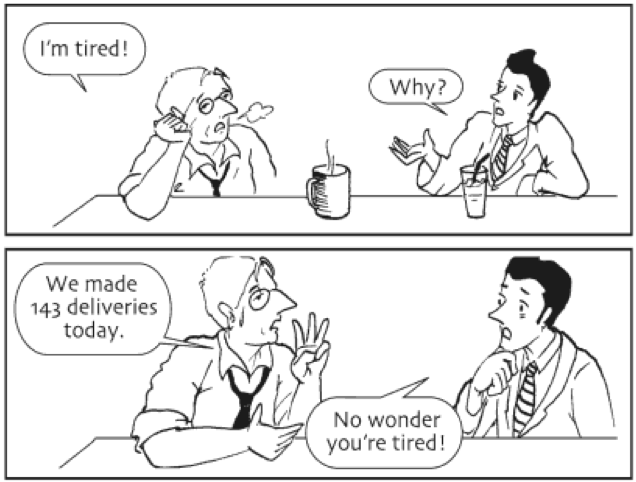 I'm tired!
Why?
We made
143 deliveries
today.
No wonder
you're tired!